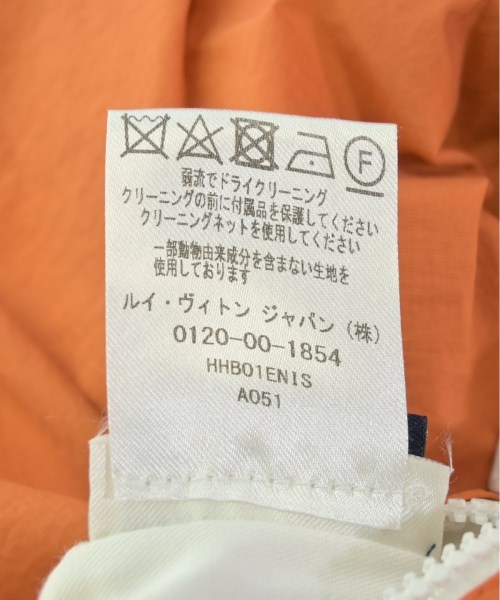 F
弱流でドライクリーニング
クリーニングの前に付属品を保護してください
クリーニングネットを使用してください
一部動物由来成分を含まない生地を
使用しております
ルイ・ヴィトン ジャパン（株）
0120-00-1854
HHB01ENIS
A051